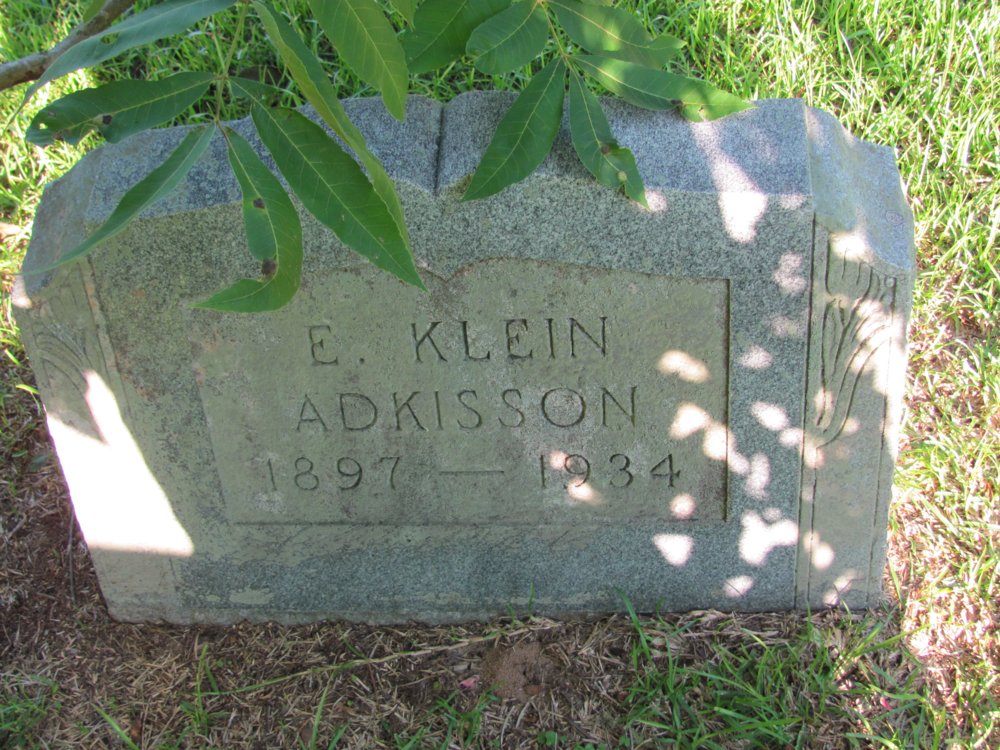 E. KLEIN
ADKISSON
1897 — 1934